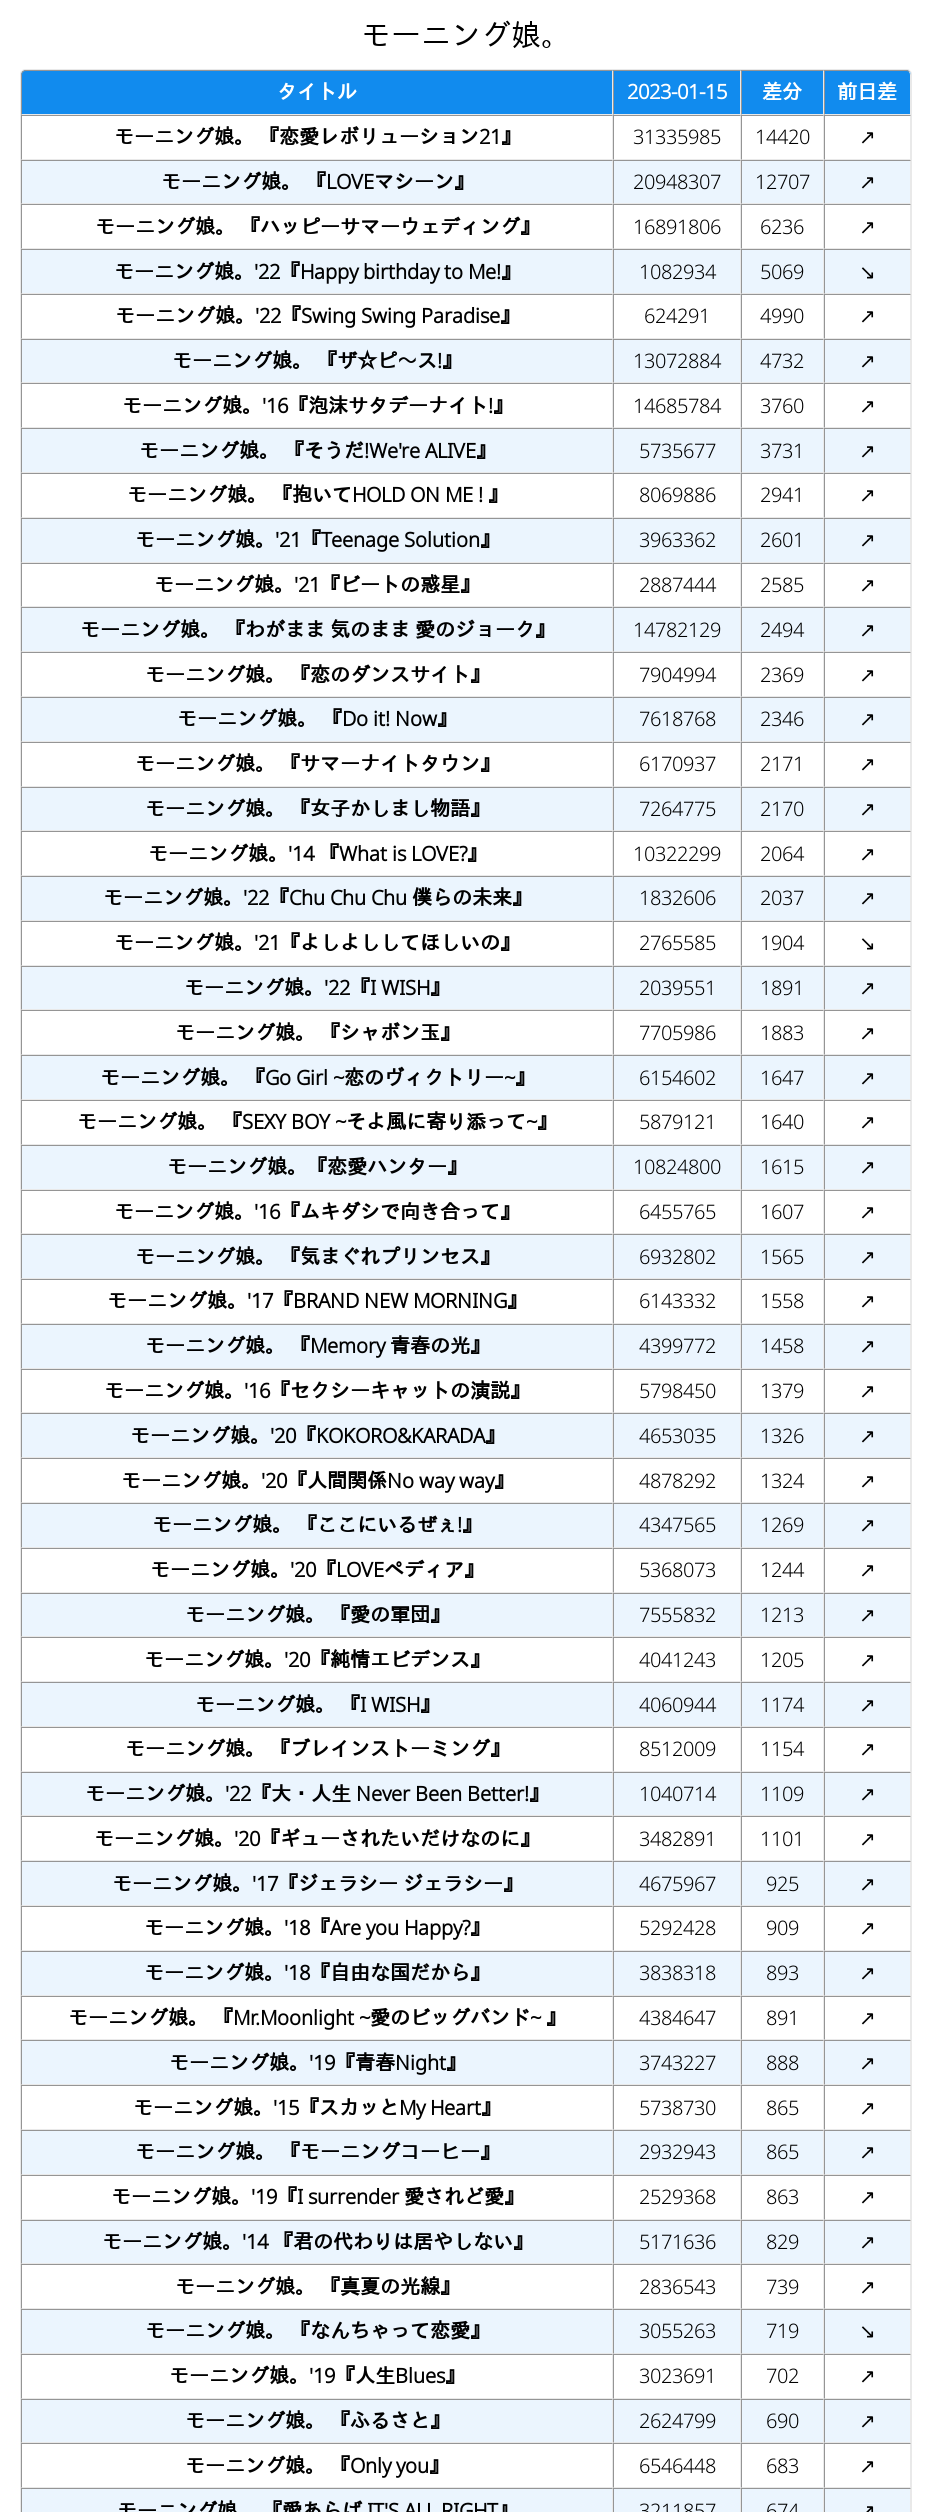 モーニング娘。
タイトル 2023-01-15 差分 前日差
モーニング娘。 『恋愛レボリューション21』 31335985 14420 ↗
モーニング娘。 『LOVEマシーン』 20948307 12707 ↗
モーニング娘。 『ハッピーサマーウェディング』 16891806 6236 ↗
モーニング娘。'22『Happy birthday to Me!』 1082934 5069 ↘
モーニング娘。'22『Swing Swing Paradise』 624291 4990 ↗
モーニング娘。 『ザ☆ピ〜ス!』 13072884 4732 ↗
モーニング娘。'16『泡沫サタデーナイト!』 14685784 3760 ↗
モーニング娘。 『そうだ!We're ALIVE』 5735677 3731 ↗
モーニング娘。 『抱いてHOLD ON ME ! 』 8069886 2941 ↗
モーニング娘。'21『Teenage Solution』 3963362 2601 ↗
モーニング娘。'21『ビートの惑星』 2887444 2585 ↗
モーニング娘。 『わがまま 気のまま 愛のジョーク』 14782129 2494 ↗
モーニング娘。 『恋のダンスサイト』 7904994 2369 ↗
モーニング娘。 『Do it! Now』 7618768 2346 ↗
モーニング娘。 『サマーナイトタウン』 6170937 2171 ↗
モーニング娘。 『女子かしまし物語』 7264775 2170 ↗
モーニング娘。'14 『What is LOVE?』 10322299 2064 ↗
モーニング娘。'22『Chu Chu Chu 僕らの未来』 1832606 2037 ↗
モーニング娘。'21『よしよししてほしいの』 2765585 1904 ↘
モーニング娘。'22『I WISH』 2039551 1891 ↗
モーニング娘。 『シャボン玉』 7705986 1883 ↗
モーニング娘。 『Go Girl ~恋のヴィクトリー~』 6154602 1647 ↗
モーニング娘。 『SEXY BOY ~そよ風に寄り添って~』 5879121 1640 ↗
モーニング娘。『恋愛ハンター』 10824800 1615 ↗
モーニング娘。'16『ムキダシで向き合って』 6455765 1607 ↗
モーニング娘。 『気まぐれプリンセス』 6932802 1565 ↗
モーニング娘。'17『BRAND NEW MORNING』 6143332 1558 ↗
モーニング娘。 『Memory 青春の光』 4399772 1458 ↗
モーニング娘。'16『セクシーキャットの演説』 5798450 1379 ↗
モーニング娘。'20『KOKORO&KARADA』 4653035 1326 ↗
モーニング娘。'20『人間関係No way way』 4878292 1324 ↗
モーニング娘。 『ここにいるぜぇ!』 4347565 1269 ↗
モーニング娘。'20『LOVEペディア』 5368073 1244 ↗
モーニング娘。 『愛の軍団』 7555832 1213 ↗
モーニング娘。'20『純情エビデンス』 4041243 1205 ↗
モーニング娘。 『I WISH』 4060944 1174 ↗
モーニング娘。 『ブレインストーミング』 8512009 1154 ↗
モーニング娘。'22『大・人生 Never Been Better!』 1040714 1109 ↗
モーニング娘。'20『ギューされたいだけなのに』 3482891 1101 ↗
モーニング娘。'17『ジェラシー ジェラシー』 4675967 925 ↗
モーニング娘。'18『Are you Happy?』 5292428 909 ↗
モーニング娘。'18『自由な国だから』 3838318 893 ↗
モーニング娘。 『Mr.Moonlight ~愛のビッグバンド~ 』 4384647 891 ↗
モーニング娘。'19『青春Night』 3743227 888 ↗
モーニング娘。'15『スカッとMy Heart』 5738730 865 ↗
モーニング娘。 『モーニングコーヒー』 2932943 865 ↗
モーニング娘。'19『I surrender 愛されど愛』 2529368 863 ↗
モーニング娘。'14 『君の代わりは居やしない』 5171636 829 ↗
モーニング娘。 『真夏の光線』 2836543 739 ↗
モーニング娘。 『なんちゃって恋愛』 3055263 719 ↘
モーニング娘。'19『人生Blues』 3023691 702 ↗
モーニング娘。 『ふるさと』 2624799 690 ↗
モーニング娘。 『Only you』 6546448 683 ↗
モーニング娘。 『愛あらば IT'S ALL RIGHT』 3211857 674 ↗